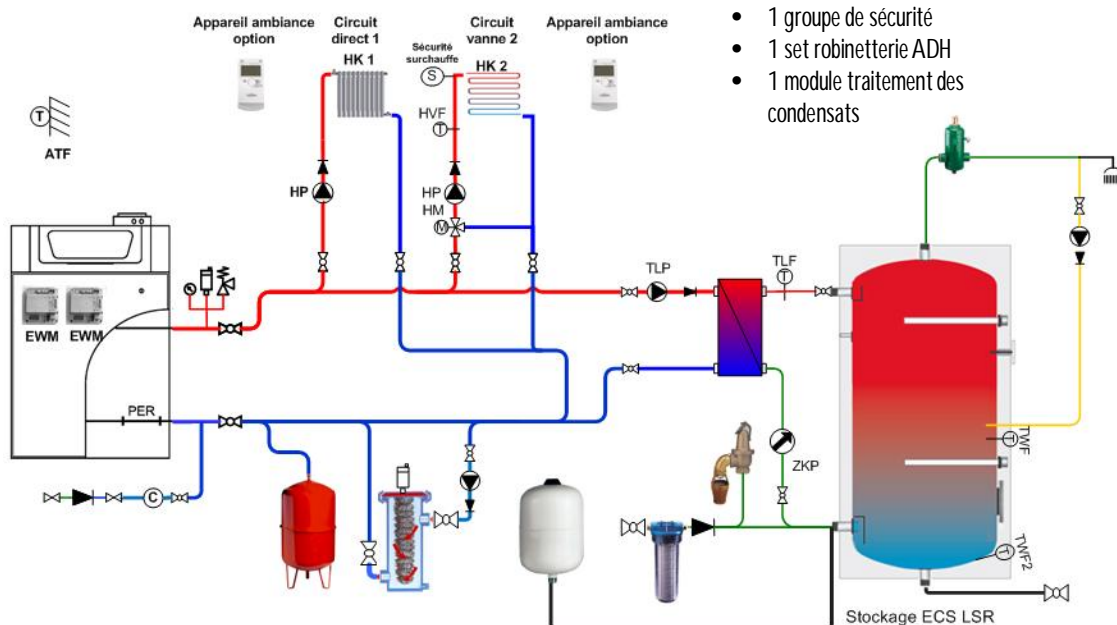 • 1 groupe de sécurité
• 1 set robinetterie ADH
• 1 module traitement des
condensats
Appareil ambiance
option
Circuit
direct 1
HK 1
Circuit
vanne 2
Sécurité
surchauffe
S
HK 2
Appareil ambiance
option
T
ATF
HVF
T
HP
HP
HM
M
EWM
EWM
PER
C
TLP
TLF
T
ZKP
TWF
T
TWF2
T
Stockage ECS LSR